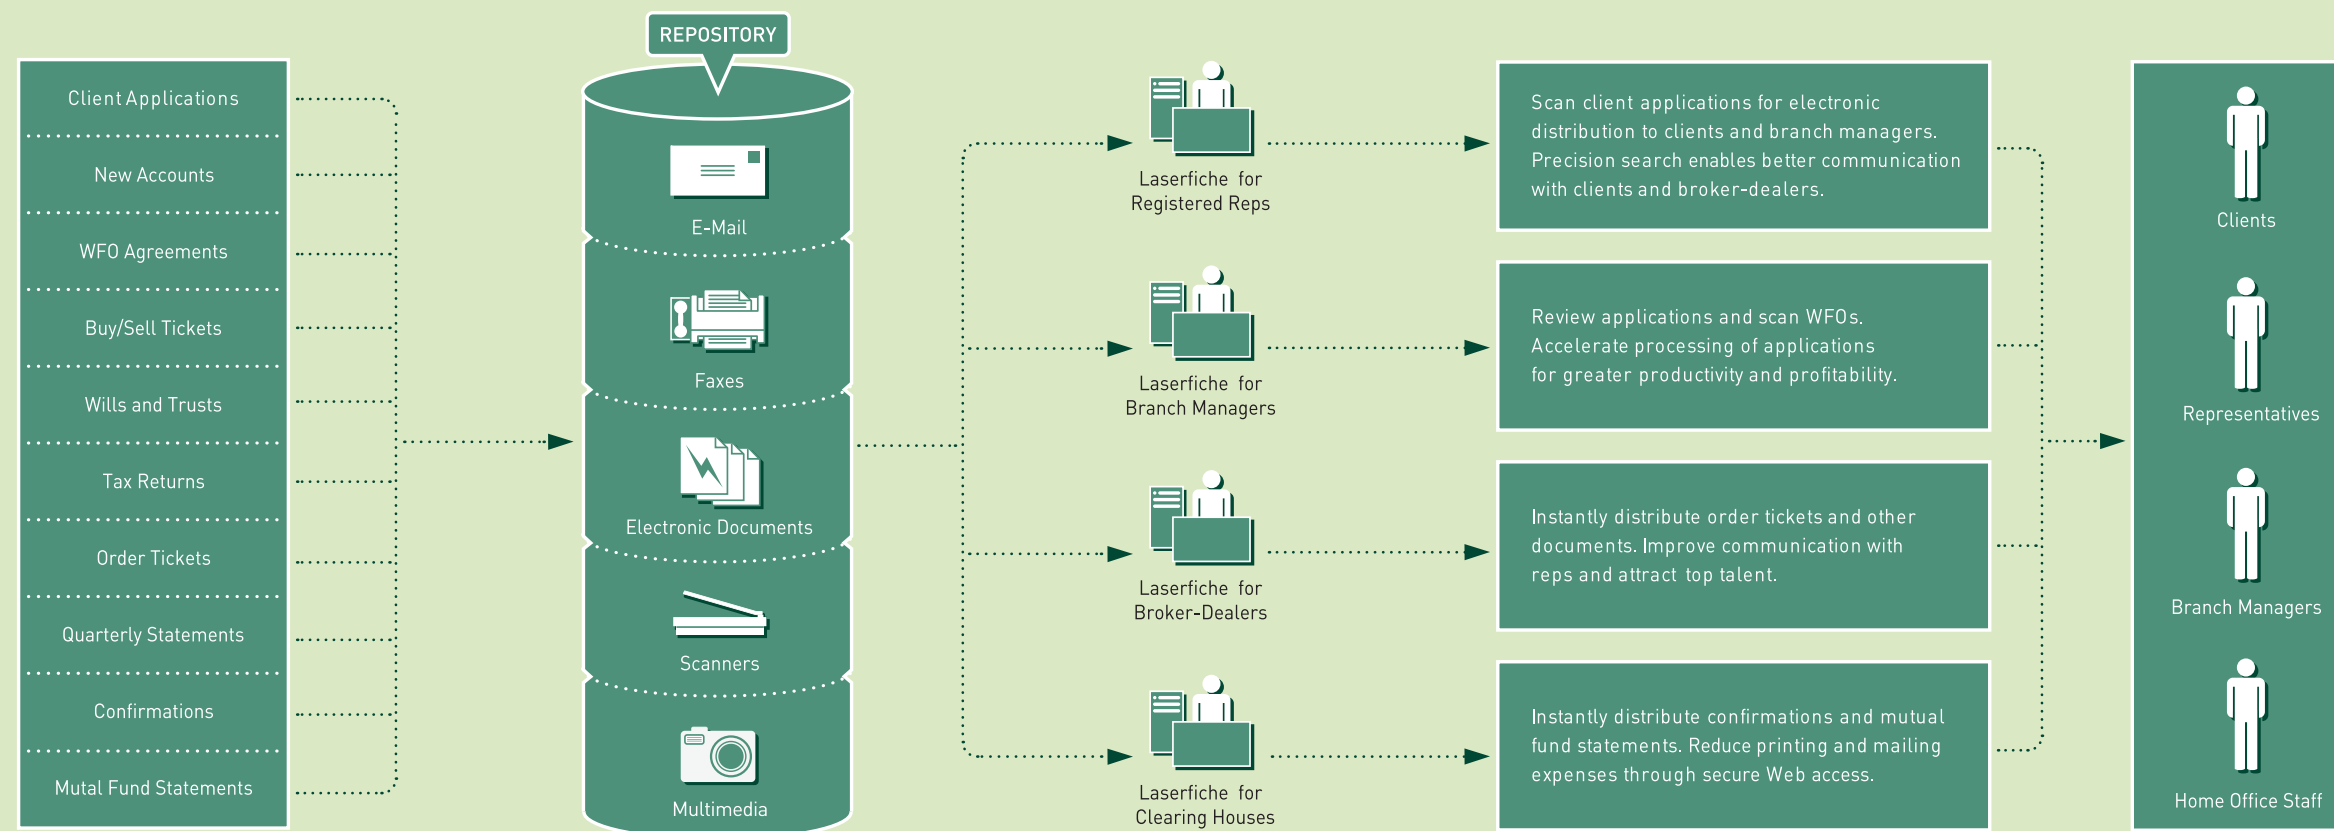 REPOSITORY
Client Applications
New Accounts
WFO Agreements
Buy/Sell Tickets
Wills and Trusts
Tax Returns
Order Tickets
Quarterly Statements
Confirmations
Mutal Fund Statements
E-Mail
Faxes
Electronic Documents
Scanners
Multimedia
Laserfiche for
Registered Reps
Laserfiche for
Branch Managers
Laserfiche for
Broker-Dealers
Laserfiche for
Clearing Houses
Scan client applications for electronic
distribution to clients and branch managers.
Precision search enables better communication
with clients and broker-dealers.
Review applications and scan WFOs.
Accelerate processing of applications
for greater productivity and profitability.
Instantly distribute order tickets and other
documents. Improve communication with
reps and attract top talent.
Instantly distribute confirmations and mutual
fund statements. Reduce printing and mailing
expenses through secure Web access.
Clients
Representatives
Branch Managers
Home Office Staff